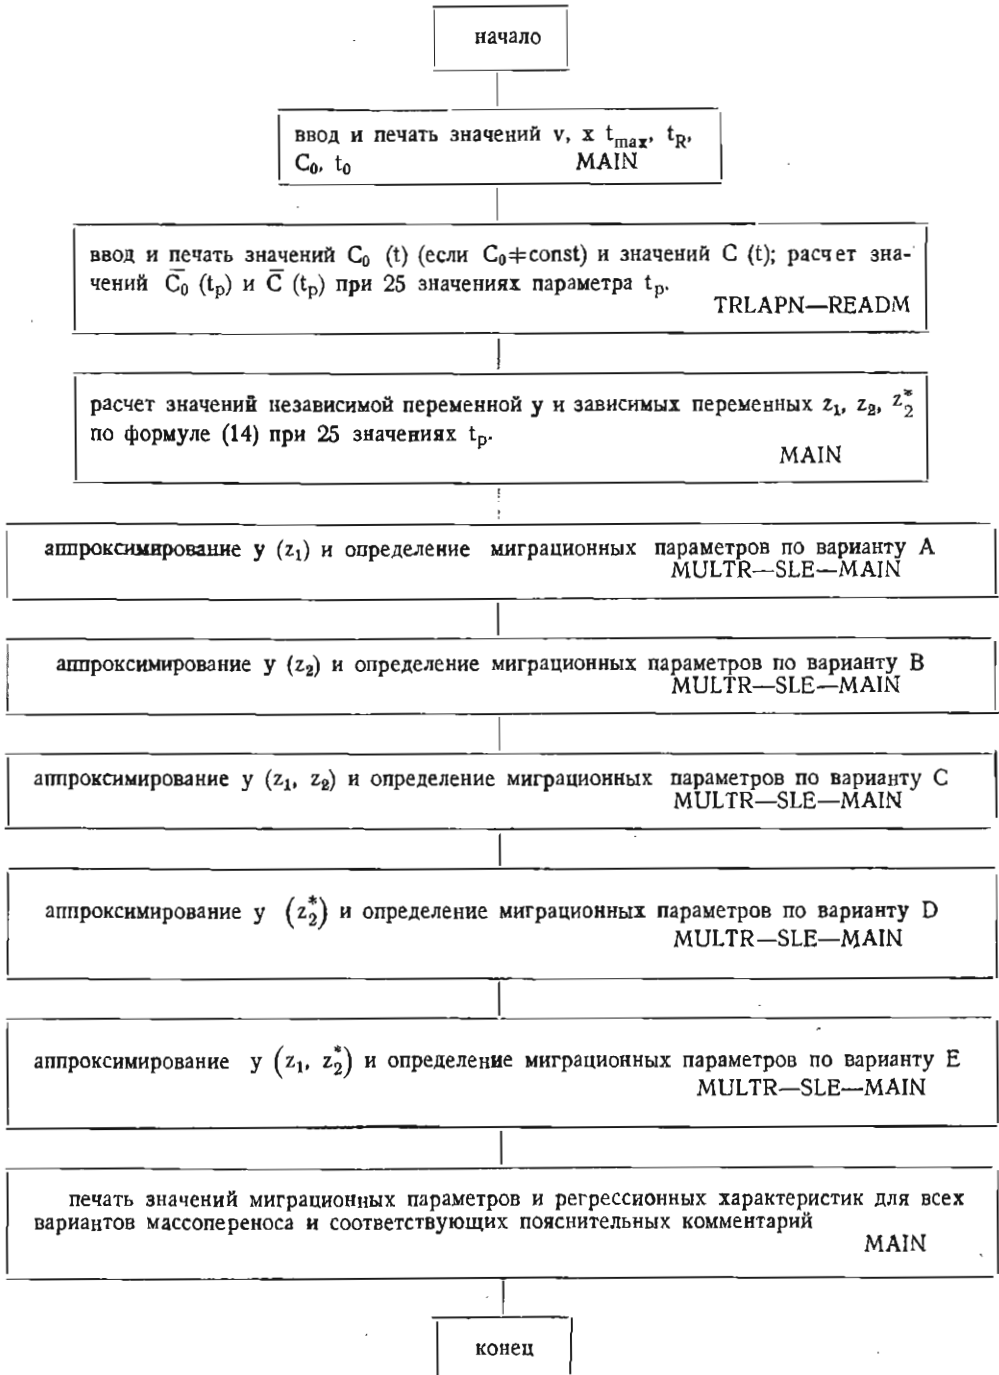 начало
ввод и печать значений v, x t_max, t_R,
C₀, t₀ MAIN
ввод и печать значений C₀ (t) (если C₀≠const) и значений C (t); расчет зна-
чений C̄₀ (t_p) и C̄ (t_p) при 25 значениях параметра t_p.
TRLAPN—READM
расчет значений независимой переменной y и зависимых переменных z₁, z₂, z₂*
по формуле (14) при 25 значениях t_p.
MAIN
аппроксимирование y (z₁) и определение миграционных параметров по варианту A
MULTR—SLE—MAIN
аппроксимирование y (z₂) и определение миграционных параметров по варианту B
MULTR—SLE—MAIN
аппроксимирование y (z₁, z₂) и определение миграционных параметров по варианту C
MULTR—SLE—MAIN
аппроксимирование y (z₂*) и определение миграционных параметров по варианту D
MULTR—SLE—MAIN
аппроксимирование y (z₁, z₂*) и определение миграционных параметров по варианту E
MULTR—SLE—MAIN
печать значений миграционных параметров и регрессионных характеристик для всех
вариантов массопереноса и соответствующих пояснительных комментарий
MAIN
конец